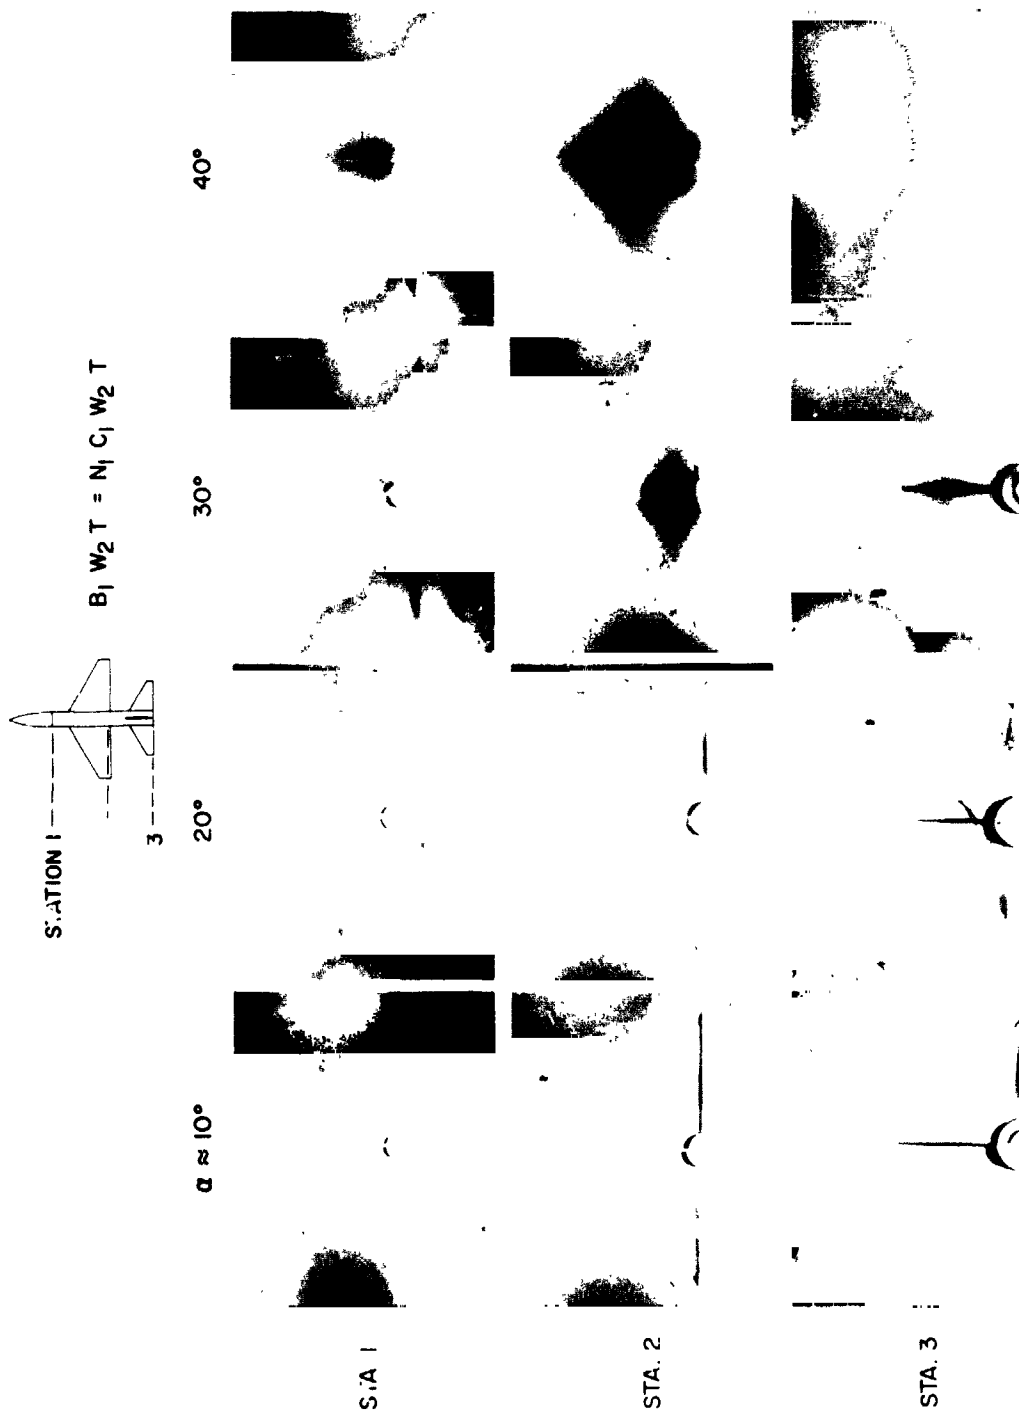 STATION 1
3
B₁ W₂ T = N₁ C₁ W₂ T
α ≈ 10° 20° 30° 40°
STA 1
STA. 2
STA. 3